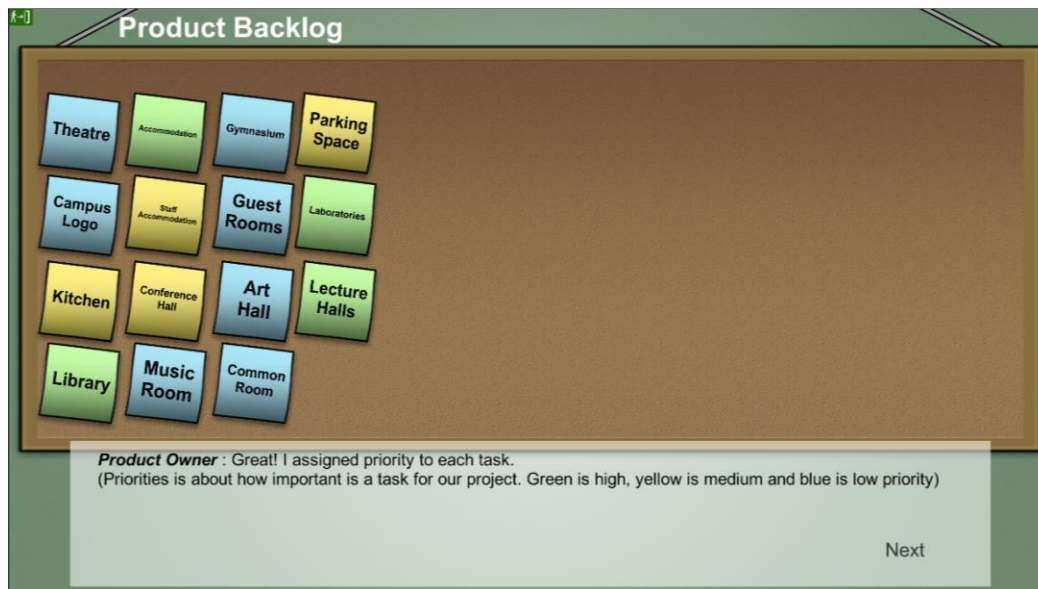 Product Backlog
Theatre
Accommodation
Gymnasium
Parking
Space
Campus
Logo
Staff
Accommodation
Guest
Rooms
Laboratories
Kitchen
Conference
Hall
Art
Hall
Lecture
Halls
Library
Music
Room
Common
Room
Product Owner : Great! I assigned priority to each task.
(Priorities is about how important is a task for our project. Green is high, yellow is medium and blue is low priority)
Next